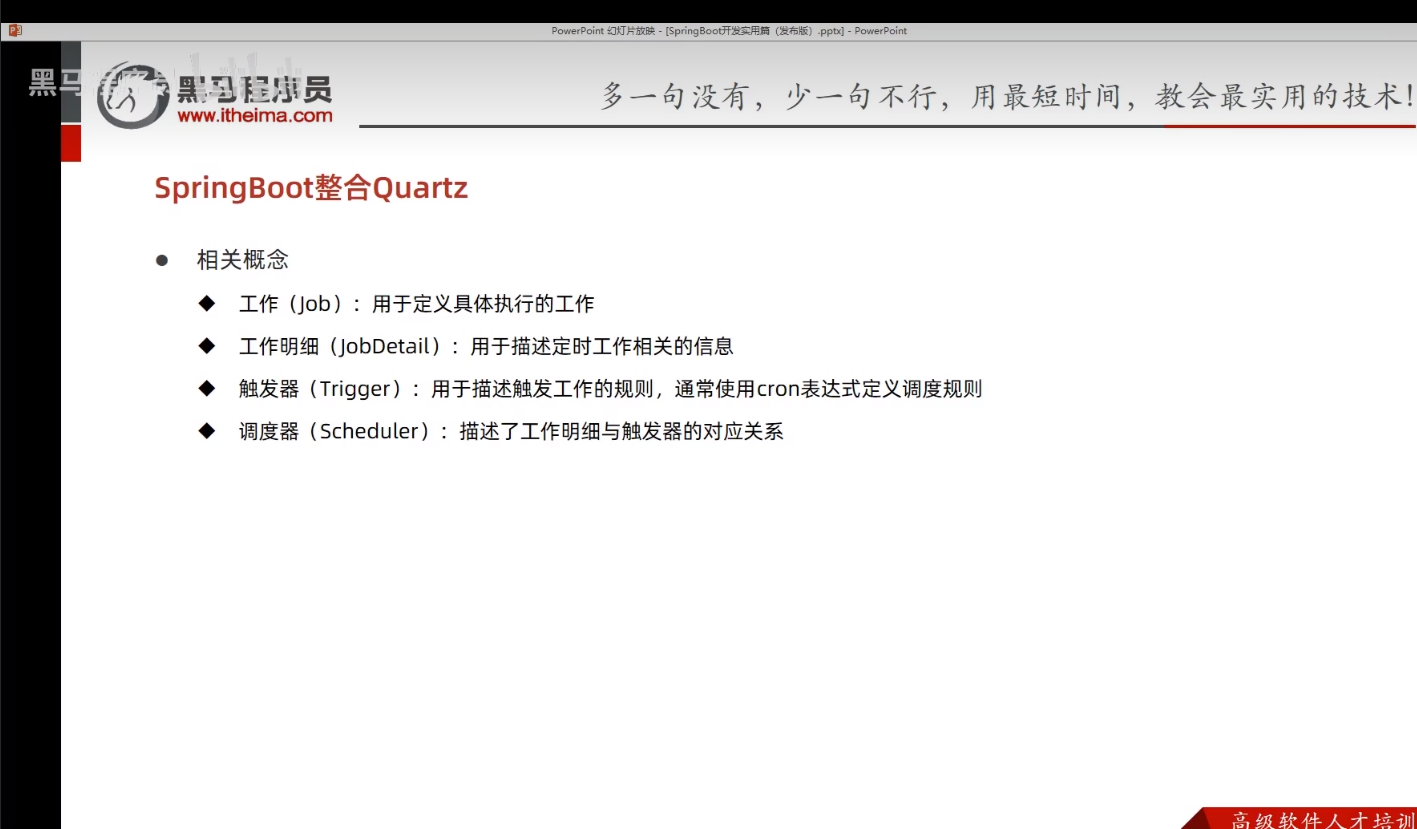 PowerPoint 幻灯片放映 - [SpringBoot开发实用篇（发布版）.pptx] - PowerPoint
黑马程序员
www.itheima.com
多一句没有，少一句不行，用最短时间，教会最实用的技术！
SpringBoot整合Quartz
● 相关概念
◆ 工作（Job）：用于定义具体执行的工作
◆ 工作明细（JobDetail）：用于描述定时工作相关的信息
◆ 触发器（Trigger）：用于描述触发工作的规则，通常使用cron表达式定义调度规则
◆ 调度器（Scheduler）：描述了工作明细与触发器的对应关系
高级软件人才培训